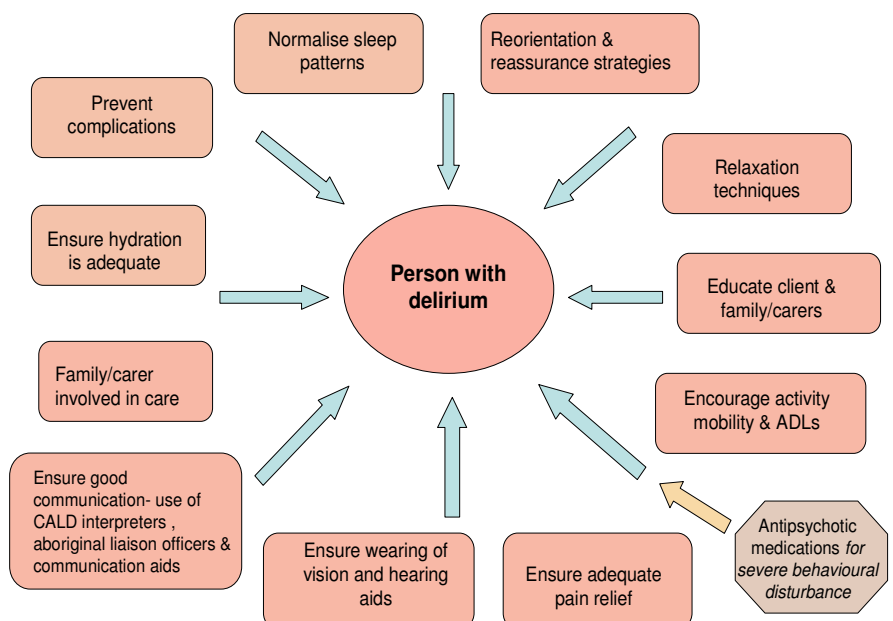 Normalise sleep
patterns
Reorientation &
reassurance strategies
Prevent
complications
Relaxation
techniques
Ensure hydration
is adequate
Person with
delirium
Educate client &
family/carers
Family/carer
involved in care
Encourage activity
mobility & ADLs
Ensure good
communication- use of
CALD interpreters ,
aboriginal liaison officers &
communication aids
Ensure wearing of
vision and hearing
aids
Ensure adequate
pain relief
Antipsychotic
medications for
severe behavioural
disturbance